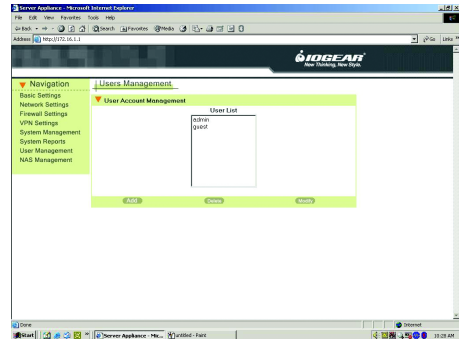 Server Appliance - Microsoft Internet Explorer
File Edit View Favorites Tools Help
Back Search Favorites Media
Address http://172.16.1.1 Go Links
IOGEAR
New Thinking, New Style.
Navigation
Basic Settings
Network Settings
Firewall Settings
VPN Settings
System Management
System Reports
User Management
NAS Management
Users Management
User Account Management
User List
admin
guest
Add Delete Modify
Done Internet
Start Server Appliance - Mic... untitled - Paint 10:28 AM